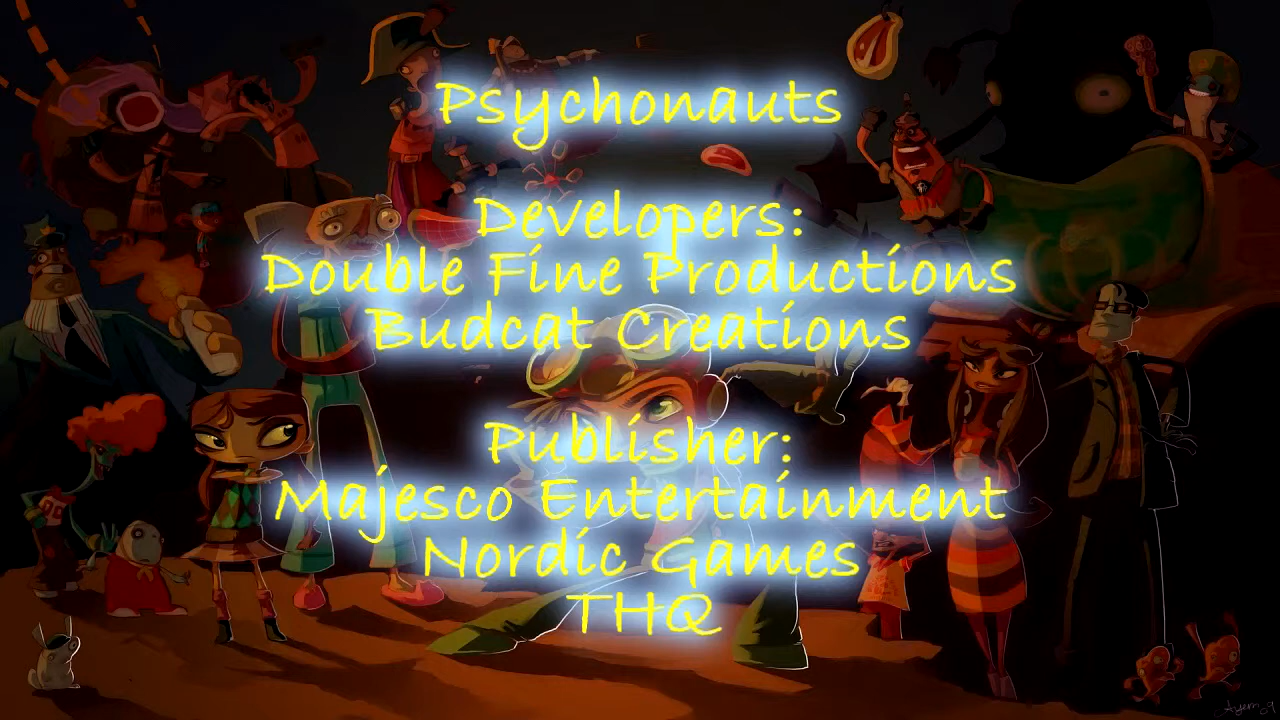 Psychonauts
Developers:
Double Fine Productions
Budcat Creations
Publisher:
Majesco Entertainment
Nordic Games
THQ